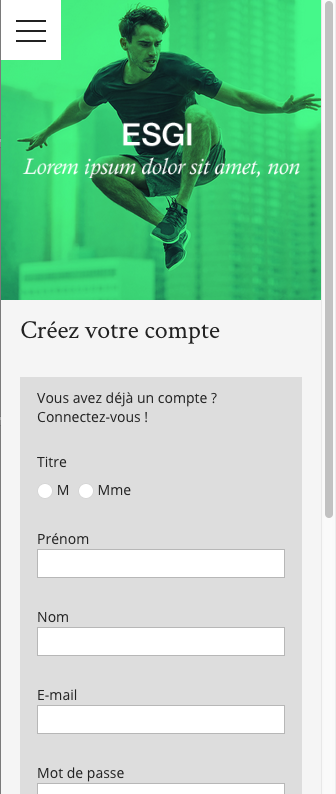 ESGI
Lorem ipsum dolor sit amet, non
Créez votre compte
Vous avez déjà un compte ?
Connectez-vous !
Titre
M Mme
Prénom
Nom
E-mail
Mot de passe